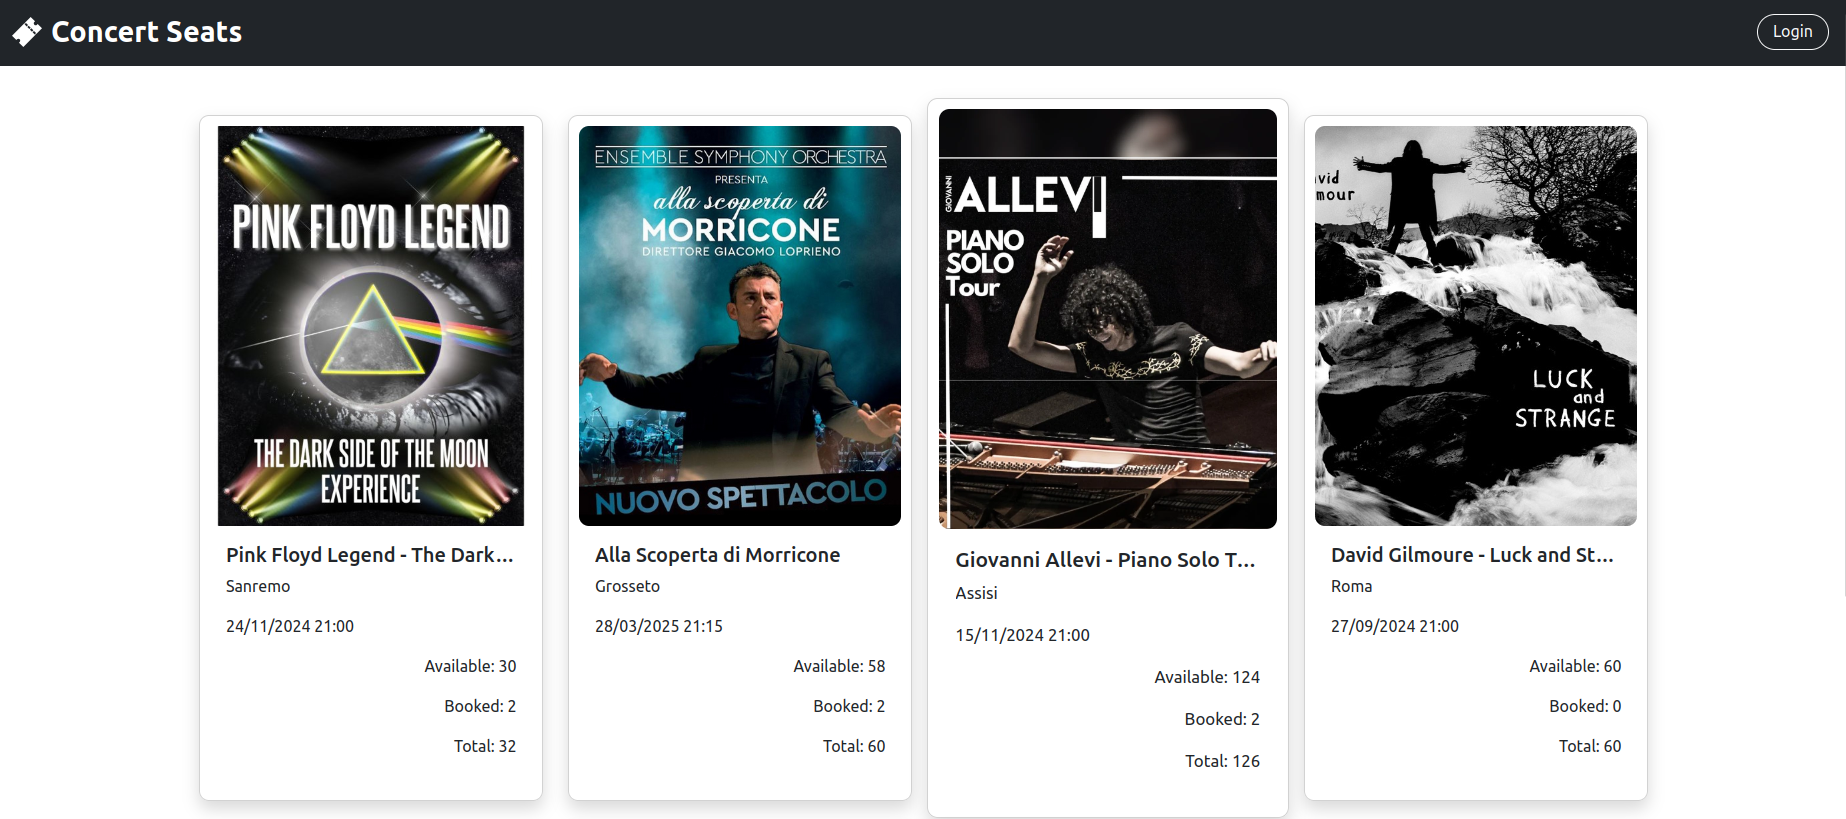 Concert Seats
Login
PINK FLOYD LEGEND
THE DARK SIDE OF THE MOON
EXPERIENCE
Pink Floyd Legend - The Dark...
Sanremo
24/11/2024 21:00
Available: 30
Booked: 2
Total: 32
ENSEMBLE SYMPHONY ORCHESTRA
PRESENTA
alla scoperta di
MORRICONE
DIRETTORE GIACOMO LOPRIENO
NUOVO SPETTACOLO
Alla Scoperta di Morricone
Grosseto
28/03/2025 21:15
Available: 58
Booked: 2
Total: 60
GIOVANNI
ALLEVI
PIANO
SOLO
Tour
Giovanni Allevi - Piano Solo T...
Assisi
15/11/2024 21:00
Available: 124
Booked: 2
Total: 126
vid
mour
LUCK
and
STRANGE
David Gilmoure - Luck and St...
Roma
27/09/2024 21:00
Available: 60
Booked: 0
Total: 60